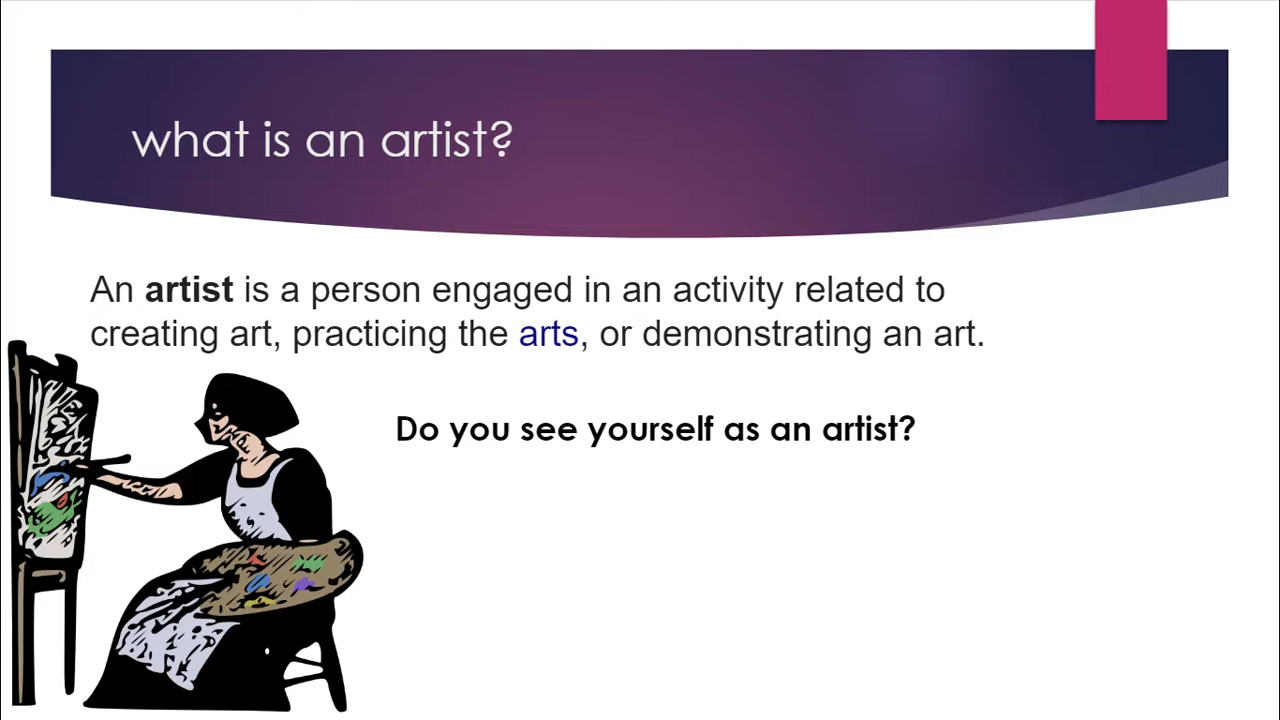 what is an artist?
An artist is a person engaged in an activity related to
creating art, practicing the arts, or demonstrating an art.
Do you see yourself as an artist?